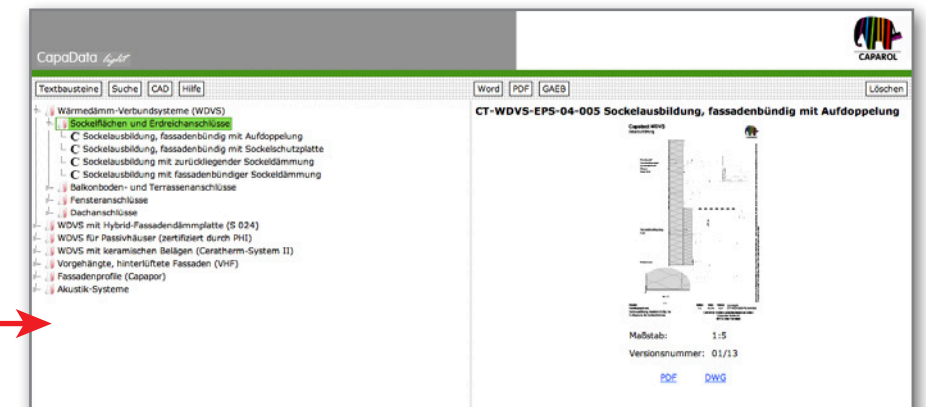 CapaData light
CAPAROL
Textbausteine Suche CAD Hilfe
Word PDF GAEB
Löschen
Wärmedämm-Verbundsysteme (WDVS)
Sockelflächen und Erdreichanschlüsse
C Sockelausbildung, fassadenbündig mit Aufdoppelung
C Sockelausbildung, fassadenbündig mit Sockelschutzplatte
C Sockelausbildung mit zurückliegender Sockeldämmung
C Sockelausbildung mit fassadenbündiger Sockeldämmung
Balkonboden- und Terrassenanschlüsse
Fensteranschlüsse
Dachanschlüsse
WDVS mit Hybrid-Fassadendämmplatte (S 024)
WDVS für Passivhäuser (zertifiziert durch PHI)
WDVS mit keramischen Belägen (Ceratherm-System II)
Vorgehängte, hinterlüftete Fassaden (VHF)
Fassadenprofile (Capapor)
Akustik-Systeme
CT-WDVS-EPS-04-005 Sockelausbildung, fassadenbündig mit Aufdoppelung
Maßstab: 1:5
Versionsnummer: 01/13
PDF DWG